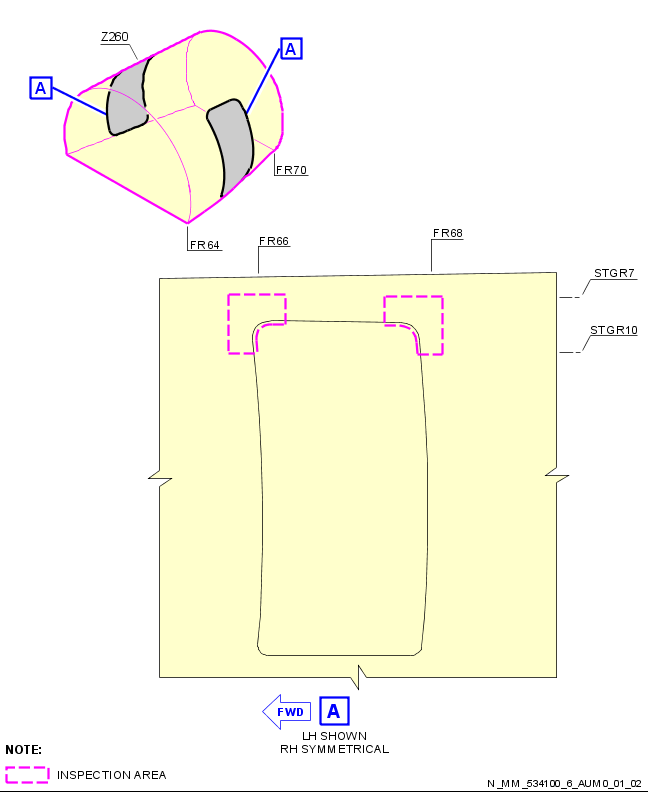 Z260
A
A
FR70
FR64
FR66
FR68
STGR7
STGR10
FWD
A
LH SHOWN
RH SYMMETRICAL
NOTE:
INSPECTION AREA
N_MM_534100_6_AUM0_01_02